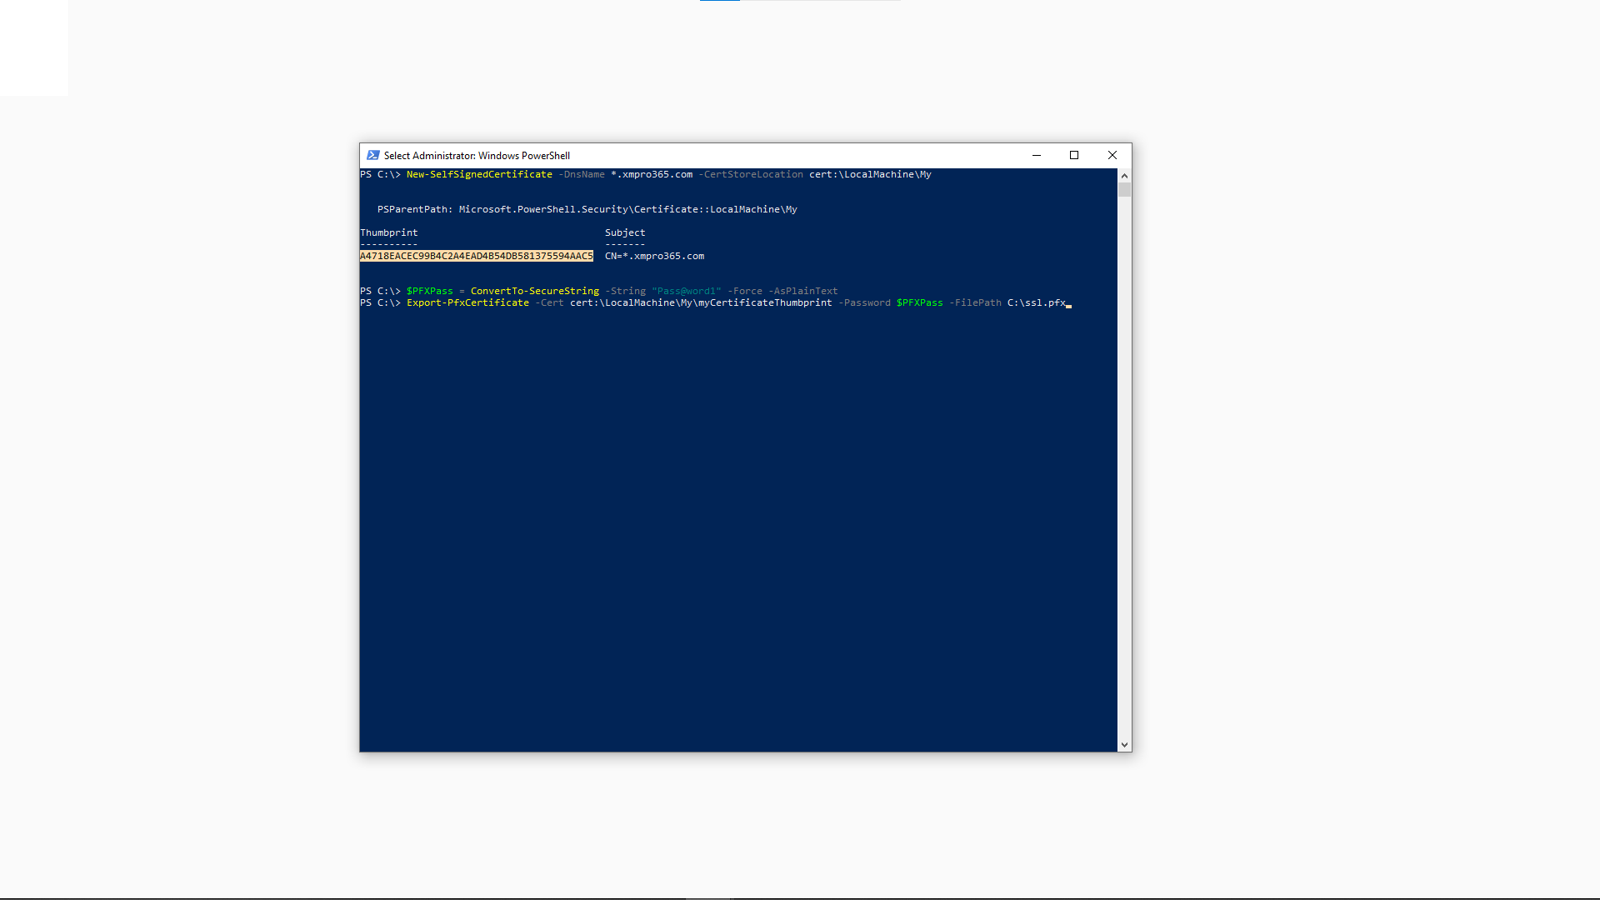 Select Administrator: Windows PowerShell
PS C:\> New-SelfSignedCertificate -DnsName *.xmpro365.com -CertStoreLocation cert:\LocalMachine\My
PSParentPath: Microsoft.PowerShell.Security\Certificate::LocalMachine\My
Thumbprint Subject
---------- -------
A4718EACEC99B4C2A4EAD4B54DB581375594AAC5 CN=*.xmpro365.com
PS C:\> $PFXPass = ConvertTo-SecureString -String "Pass@word1" -Force -AsPlainText
PS C:\> Export-PfxCertificate -Cert cert:\LocalMachine\My\myCertificateThumbprint -Password $PFXPass -FilePath C:\ssl.pfx